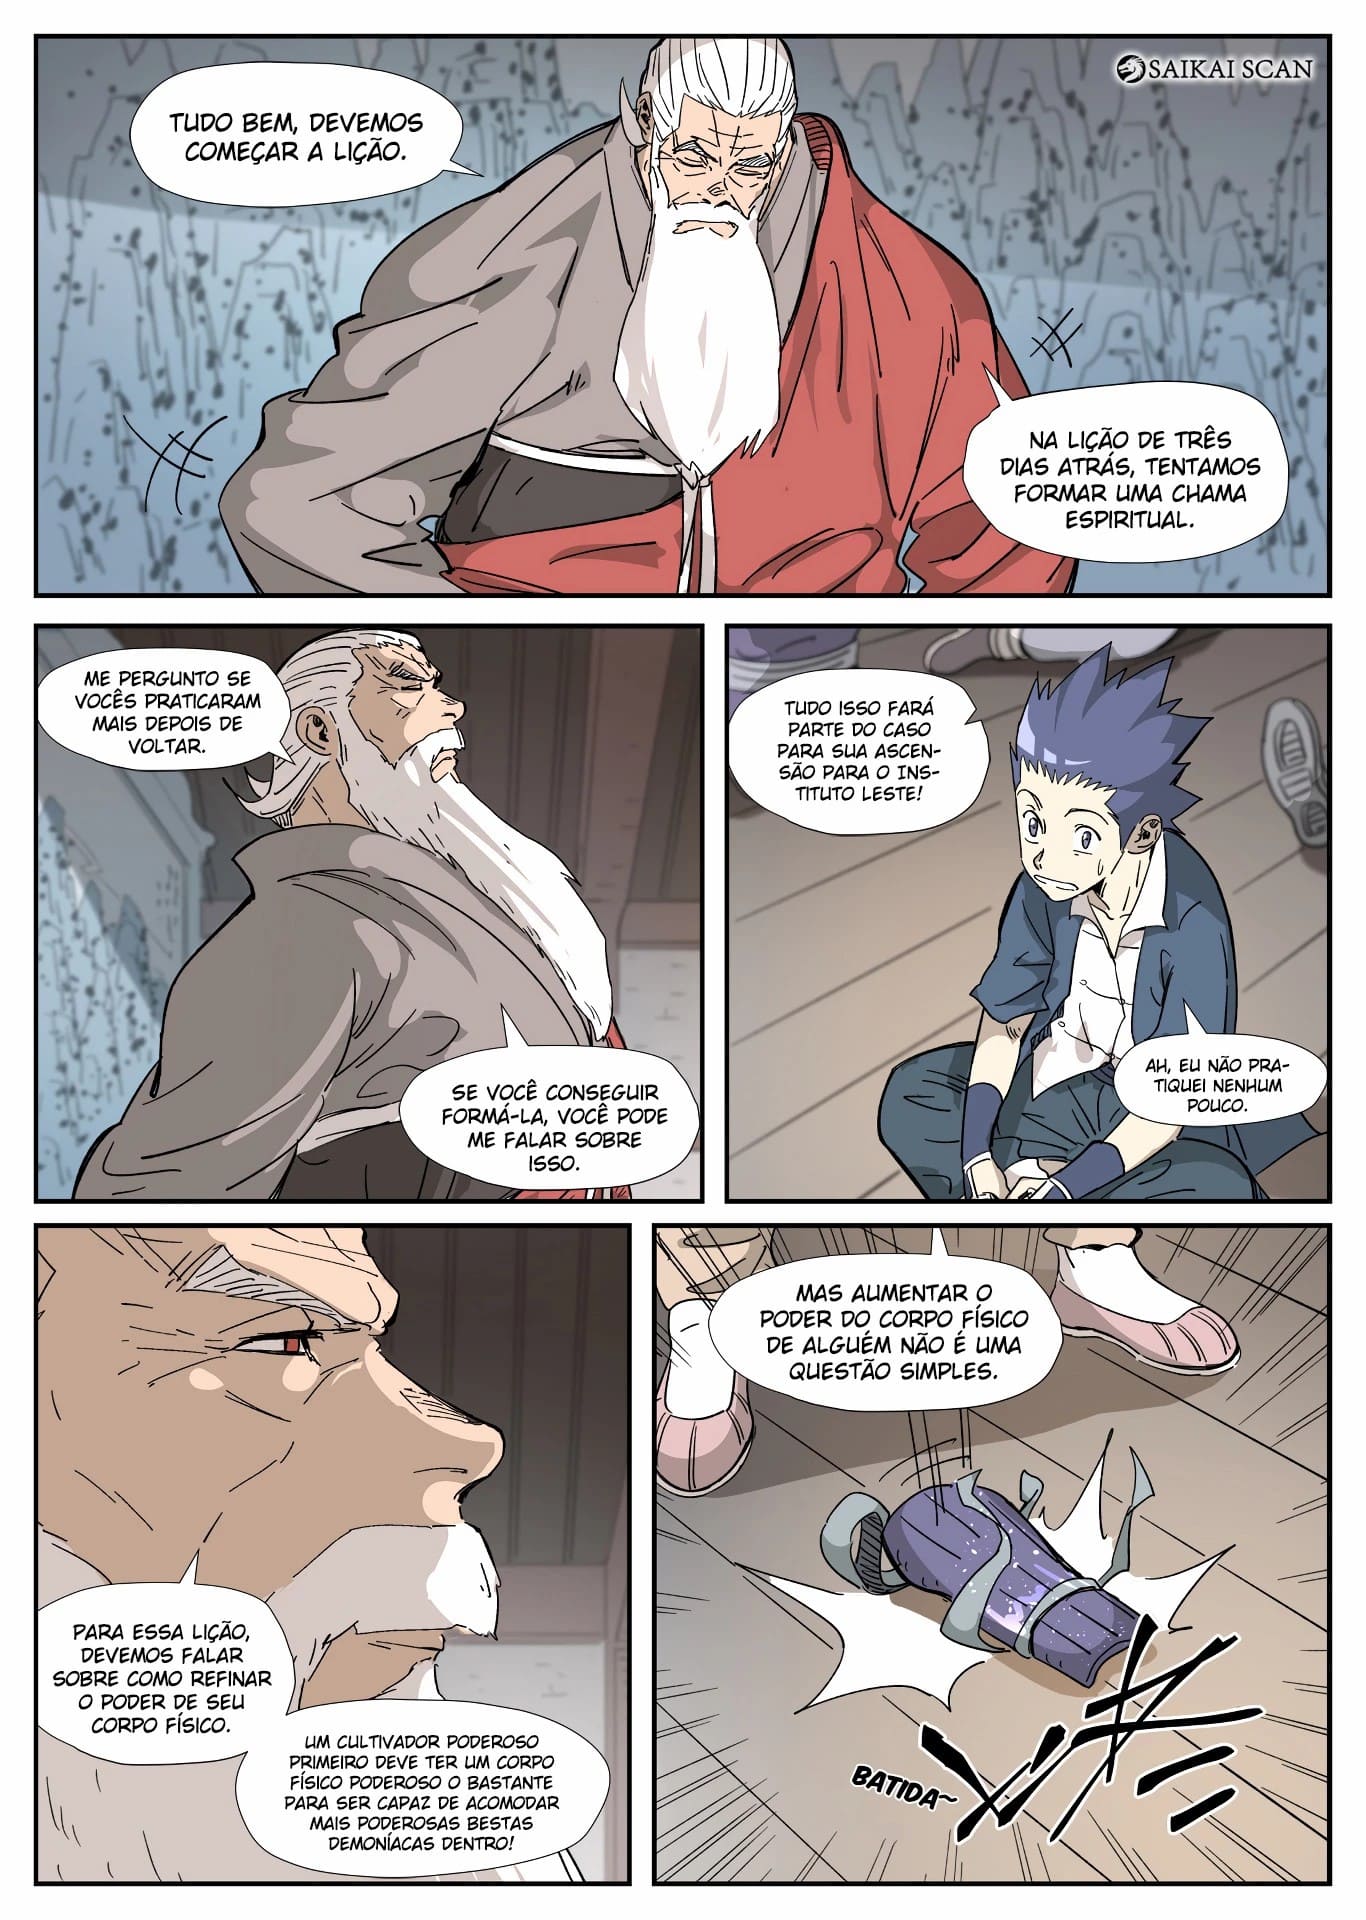 SAIKAI SCAN
TUDO BEM, DEVEMOS
COMEÇAR A LIÇÃO.
NA LIÇÃO DE TRÊS
DIAS ATRÁS, TENTAMOS
FORMAR UMA CHAMA
ESPIRITUAL.
ME PERGUNTO SE
VOCÊS PRATICARAM
MAIS DEPOIS DE
VOLTAR.
SE VOCÊ CONSEGUIR
FORMÁ-LA, VOCÊ PODE
ME FALAR SOBRE
ISSO.
TUDO ISSO FARÁ
PARTE DO CASO
PARA SUA ASCEN-
SÃO PARA O INS-
TITUTO LESTE!
AH, EU NÃO PRA-
TIQUEI NENHUM
POUCO.
PARA ESSA LIÇÃO,
DEVEMOS FALAR
SOBRE COMO REFINAR
O PODER DE SEU
CORPO FÍSICO.
UM CULTIVADOR PODEROSO
PRIMEIRO DEVE TER UM CORPO
FÍSICO PODEROSO O BASTANTE
PARA SER CAPAZ DE ACOMODAR
MAIS PODEROSAS BESTAS
DEMONÍACAS DENTRO!
MAS AUMENTAR O
PODER DO CORPO FÍSICO
DE ALGUÉM NÃO É UMA
QUESTÃO SIMPLES.
BATIDA~